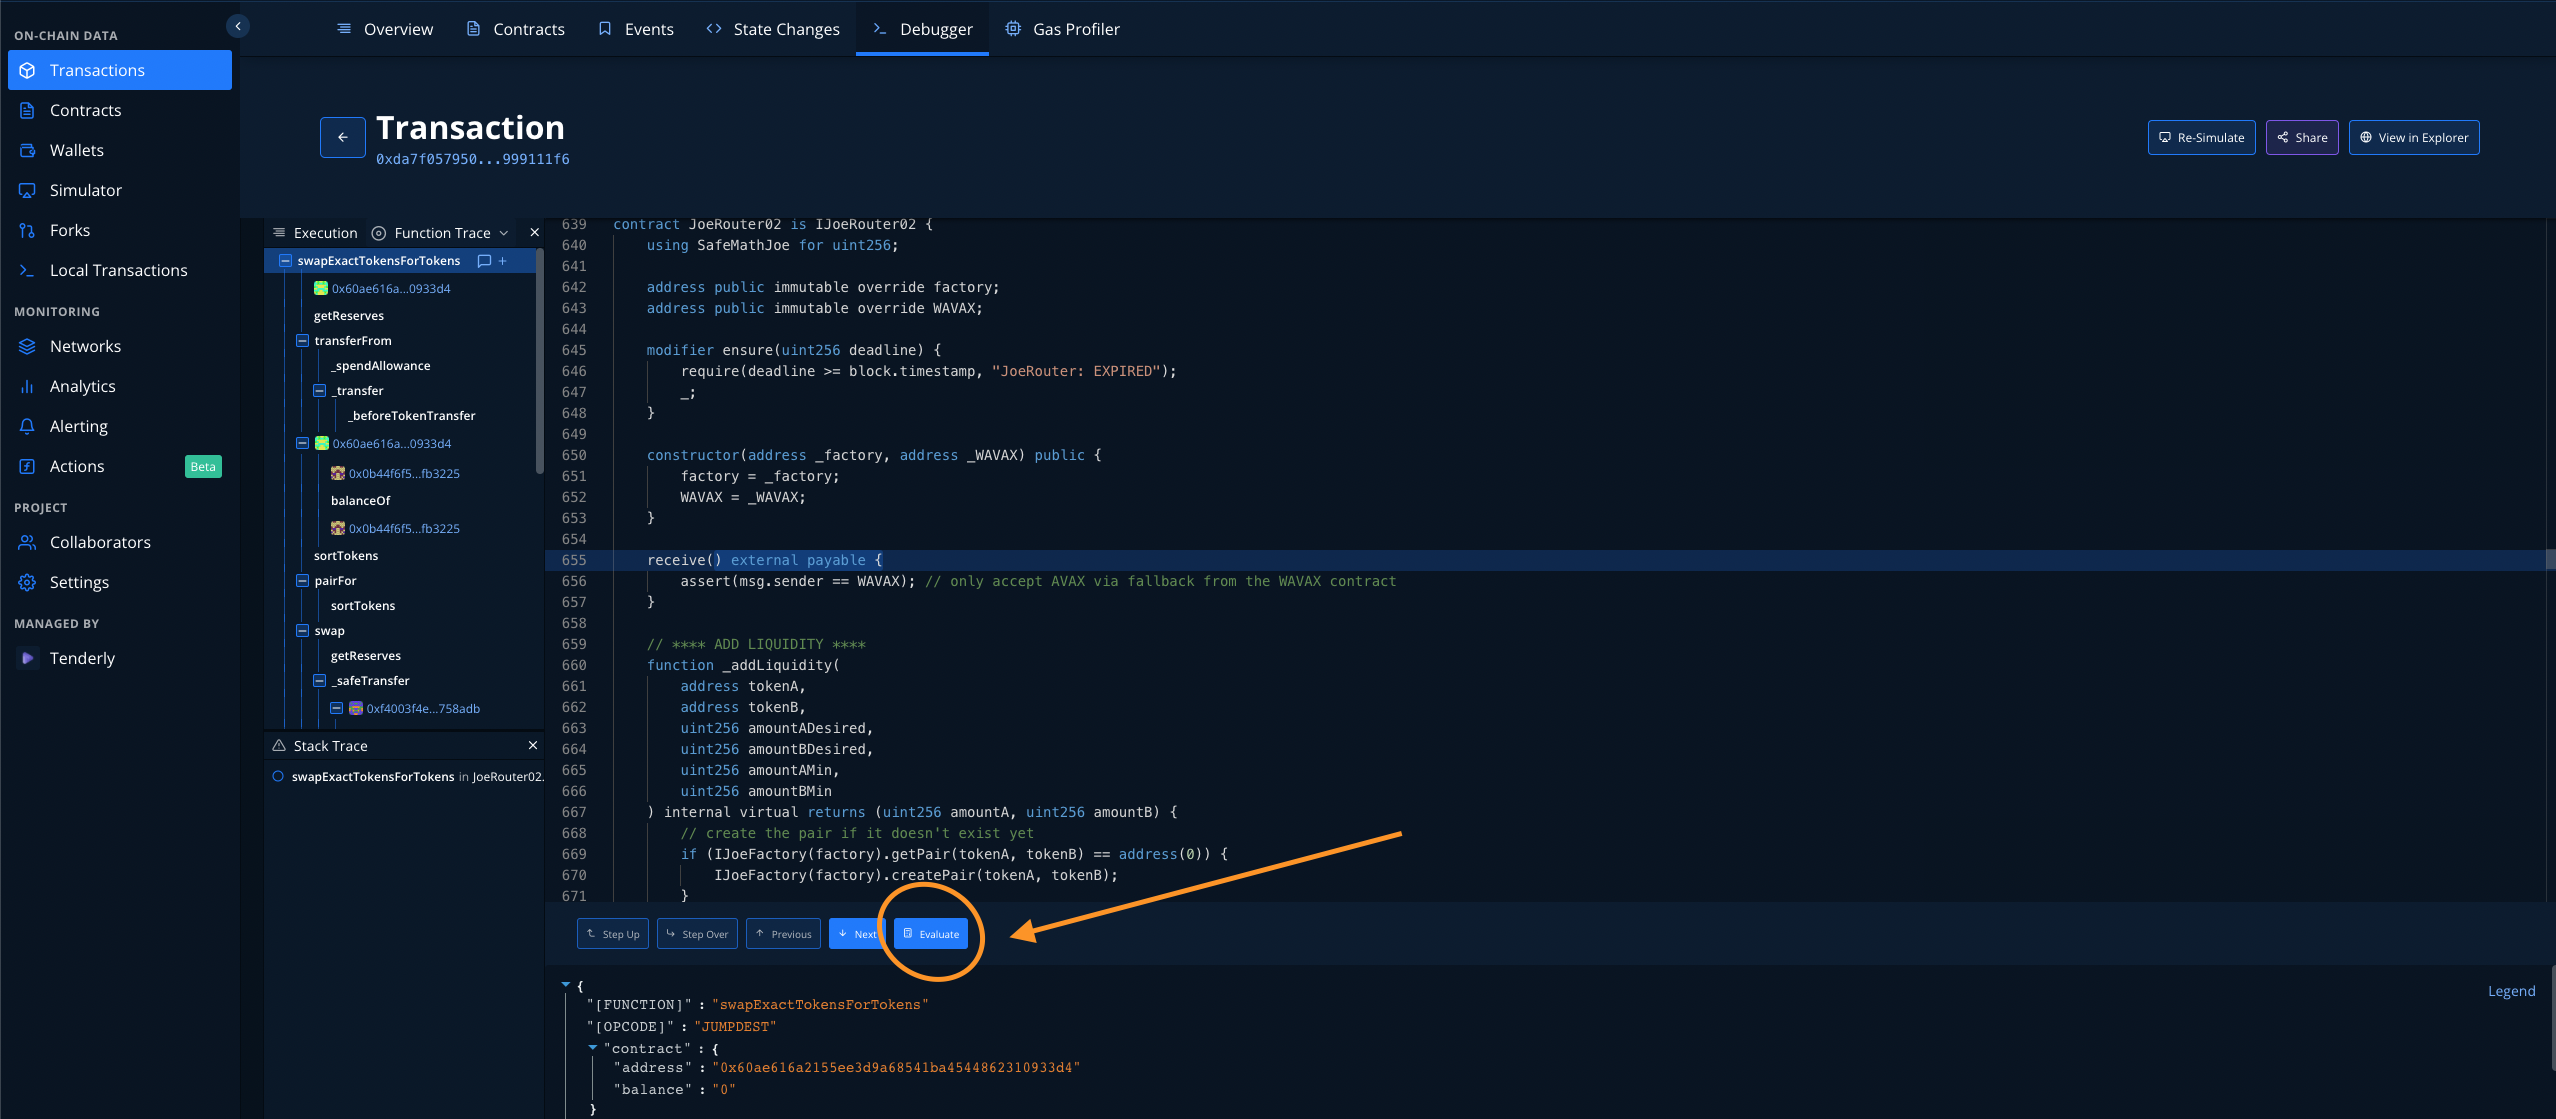 ON-CHAIN DATA
Transactions
Contracts
Wallets
Simulator
Forks
Local Transactions
MONITORING
Networks
Analytics
Alerting
Actions Beta
PROJECT
Collaborators
Settings
MANAGED BY
Tenderly
Overview Contracts Events State Changes Debugger Gas Profiler
Transaction
0xda7f057950...999111f6
Re-Simulate Share View in Explorer
Execution Function Trace
swapExactTokensForTokens
0x60ae616a...0933d4
getReserves
transferFrom
_spendAllowance
_transfer
_beforeTokenTransfer
0x60ae616a...0933d4
0x0b44f6f5...fb3225
balanceOf
0x0b44f6f5...fb3225
sortTokens
pairFor
sortTokens
swap
getReserves
_safeTransfer
0xf4003f4e...758adb
Stack Trace
swapExactTokensForTokens in JoeRouter02.
639 contract JoeRouter02 is IJoeRouter02 {
640 using SafeMathJoe for uint256;
641
642 address public immutable override factory;
643 address public immutable override WAVAX;
644
645 modifier ensure(uint256 deadline) {
646 require(deadline >= block.timestamp, "JoeRouter: EXPIRED");
647 _;
648 }
649
650 constructor(address _factory, address _WAVAX) public {
651 factory = _factory;
652 WAVAX = _WAVAX;
653 }
654
655 receive() external payable {
656 assert(msg.sender == WAVAX); // only accept AVAX via fallback from the WAVAX contract
657 }
658
659 // **** ADD LIQUIDITY ****
660 function _addLiquidity(
661 address tokenA,
662 address tokenB,
663 uint256 amountADesired,
664 uint256 amountBDesired,
665 uint256 amountAMin,
666 uint256 amountBMin
667 ) internal virtual returns (uint256 amountA, uint256 amountB) {
668 // create the pair if it doesn't exist yet
669 if (IJoeFactory(factory).getPair(tokenA, tokenB) == address(0)) {
670 IJoeFactory(factory).createPair(tokenA, tokenB);
671 }
Step Up Step Over Previous Next Evaluate
{
"[FUNCTION]" : "swapExactTokensForTokens"
"[OPCODE]" : "JUMPDEST"
"contract" : {
"address" : "0x60ae616a2155ee3d9a68541ba4544862310933d4"
"balance" : "0"
}
Legend